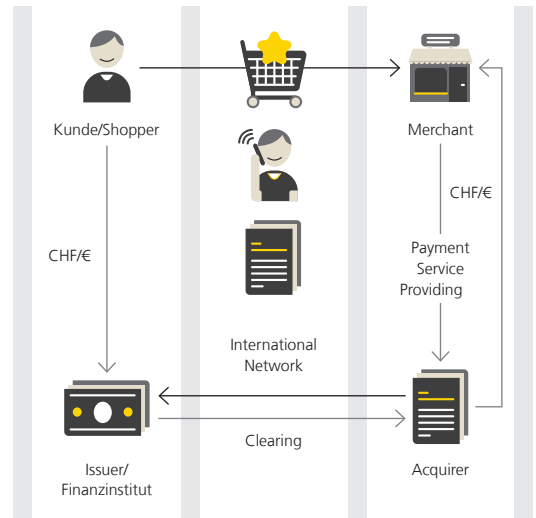 Kunde/Shopper
Merchant
CHF/€
CHF/€
Payment
Service
Providing
International
Network
Clearing
Issuer/
Finanzinstitut
Acquirer